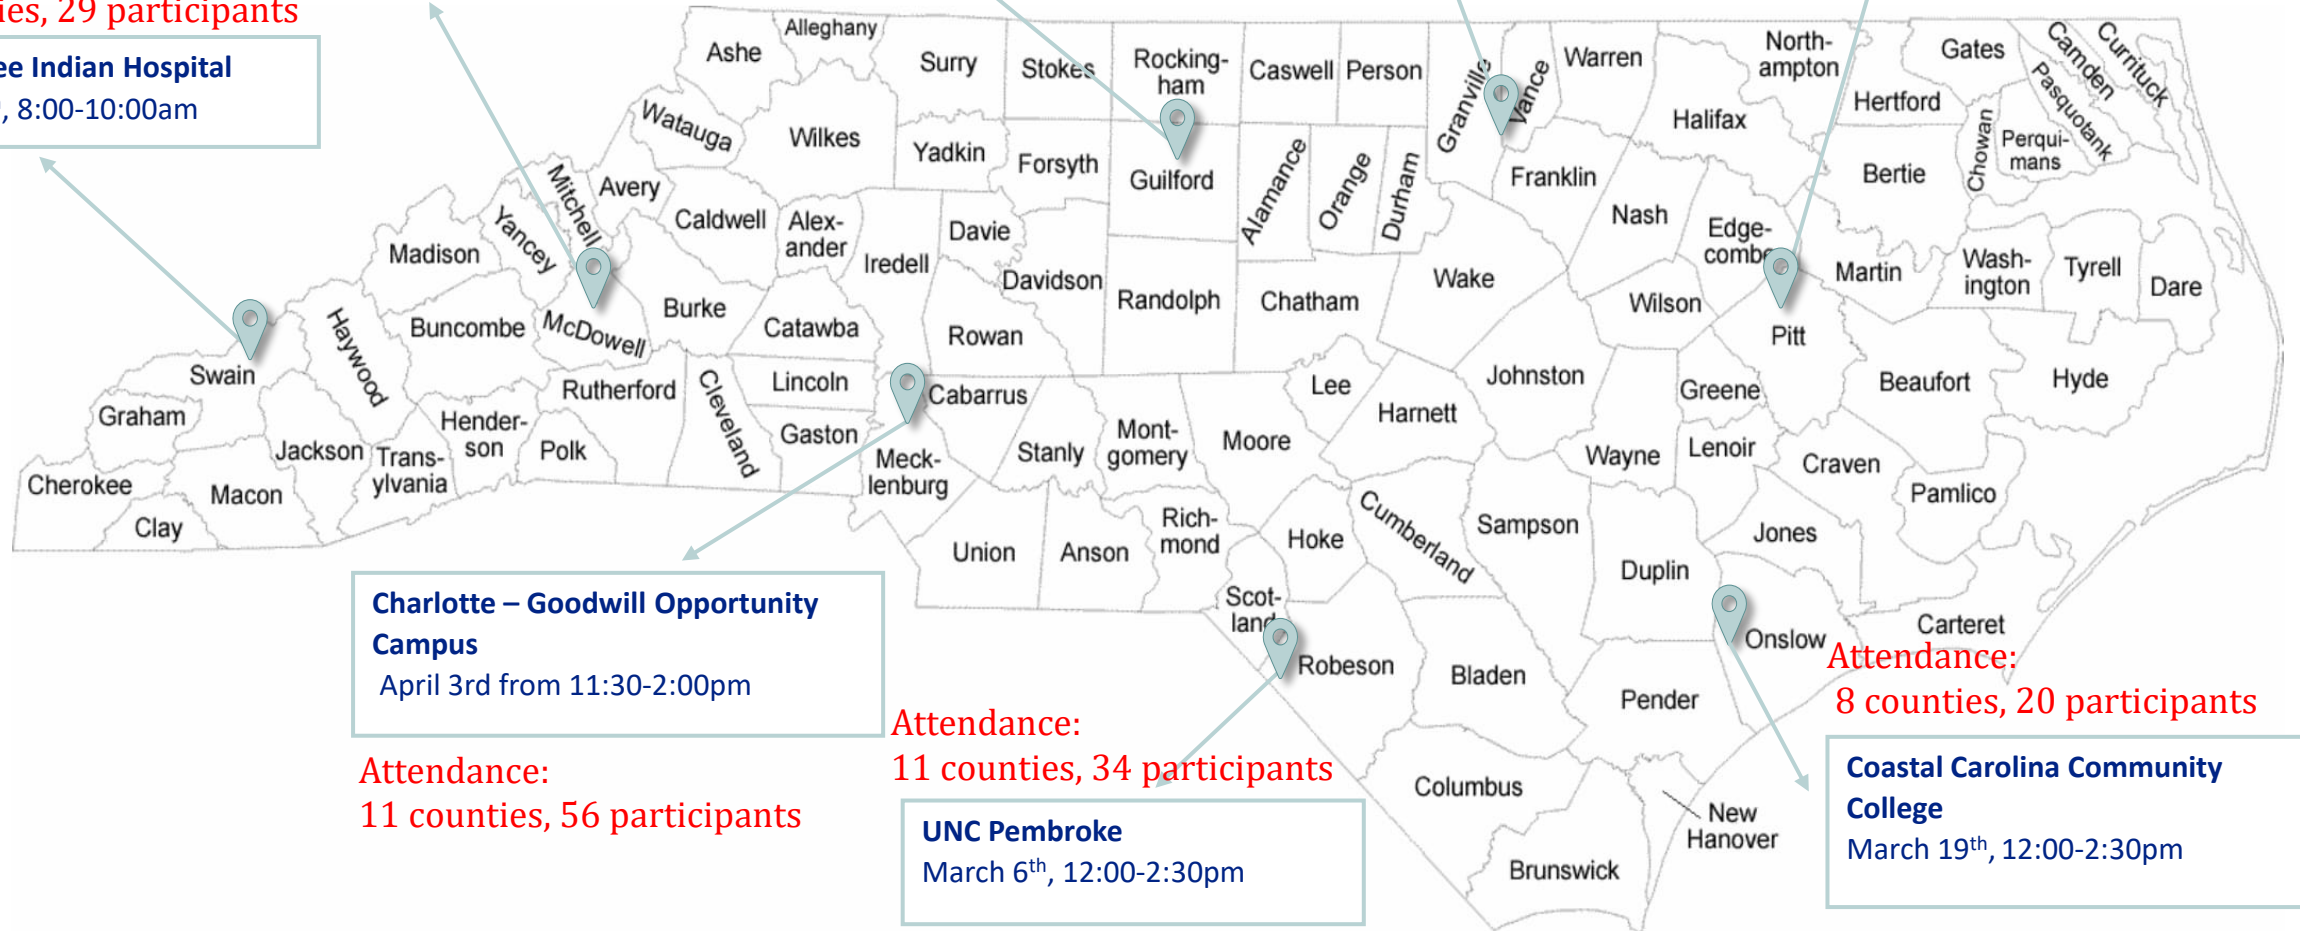 29 participants
Indian Hospital
8:00-10:00am
Alleghany
Ashe
Surry
Stokes
Rocking-
ham
Caswell
Person
Granville
Vance
Warren
North-
ampton
Gates
Camden
Currituck
Pasquotank
Hertford
Halifax
Watauga
Wilkes
Yadkin
Forsyth
Guilford
Alamance
Orange
Durham
Franklin
Nash
Edge-
combe
Bertie
Chowan
Perqui-
mans
Mitchell
Avery
Yancey
Madison
Caldwell
Alex-
ander
Iredell
Davie
Davidson
Randolph
Chatham
Wake
Wilson
Martin
Wash-
ington
Tyrell
Dare
Haywood
Buncombe
McDowell
Burke
Catawba
Rowan
Pitt
Swain
Graham
Rutherford
Cleveland
Lincoln
Gaston
Cabarrus
Lee
Harnett
Johnston
Greene
Beaufort
Hyde
Cherokee
Clay
Macon
Jackson
Trans-
ylvania
Hender-
son
Polk
Meck-
lenburg
Stanly
Mont-
gomery
Moore
Wayne
Lenoir
Craven
Pamlico
Union
Anson
Rich-
mond
Hoke
Cumberland
Sampson
Duplin
Jones
Scot-
land
Robeson
Bladen
Pender
Onslow
Carteret
Columbus
New
Hanover
Brunswick
Charlotte – Goodwill Opportunity
Campus
April 3rd from 11:30-2:00pm
Attendance:
11 counties, 56 participants
Attendance:
11 counties, 34 participants
UNC Pembroke
March 6th, 12:00-2:30pm
Attendance:
8 counties, 20 participants
Coastal Carolina Community
College
March 19th, 12:00-2:30pm